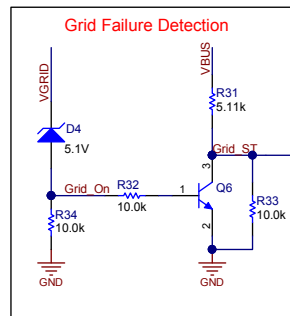 Grid Failure Detection
VGRID
VBUS
R31
5.11k
D4
5.1V
Grid_ST
3
Grid_On
R32
1
Q6
10.0k
R34
10.0k
2
R33
10.0k
GND
GND